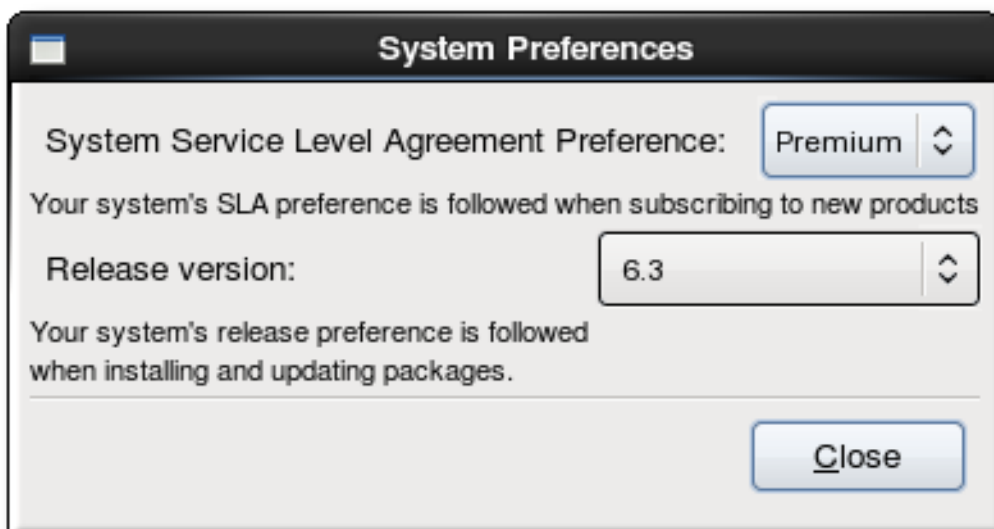 System Preferences
System Service Level Agreement Preference: Premium
Your system's SLA preference is followed when subscribing to new products
Release version: 6.3
Your system's release preference is followed
when installing and updating packages.
Close